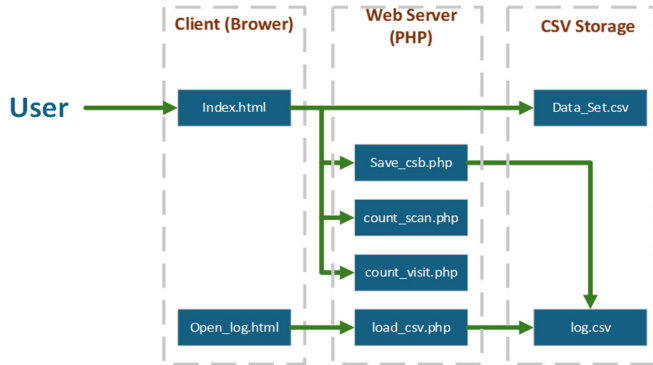 Client (Brower)
Web Server
(PHP)
CSV Storage
User
Index.html
Data_Set.csv
Save_csb.php
count_scan.php
count_visit.php
Open_log.html
load_csv.php
log.csv